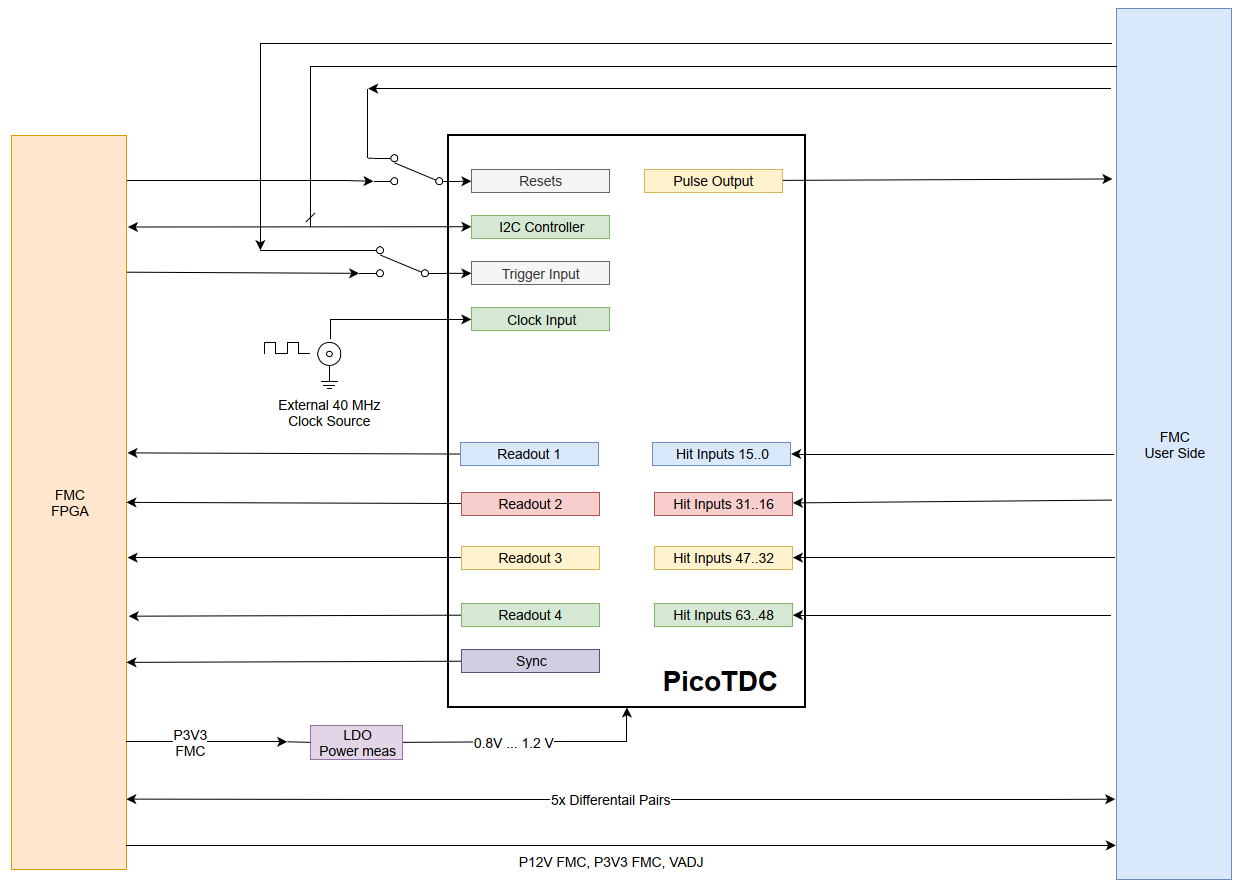 Resets
Pulse Output
I2C Controller
Trigger Input
Clock Input
External 40 MHz
Clock Source
FMC
User Side
Readout 1
Hit Inputs 15..0
FMC
FPGA
Readout 2
Hit Inputs 31..16
Readout 3
Hit Inputs 47..32
Readout 4
Hit Inputs 63..48
Sync
PicoTDC
P3V3
FMC
LDO
Power meas
0.8V ... 1.2 V
5x Differentail Pairs
P12V FMC, P3V3 FMC, VADJ